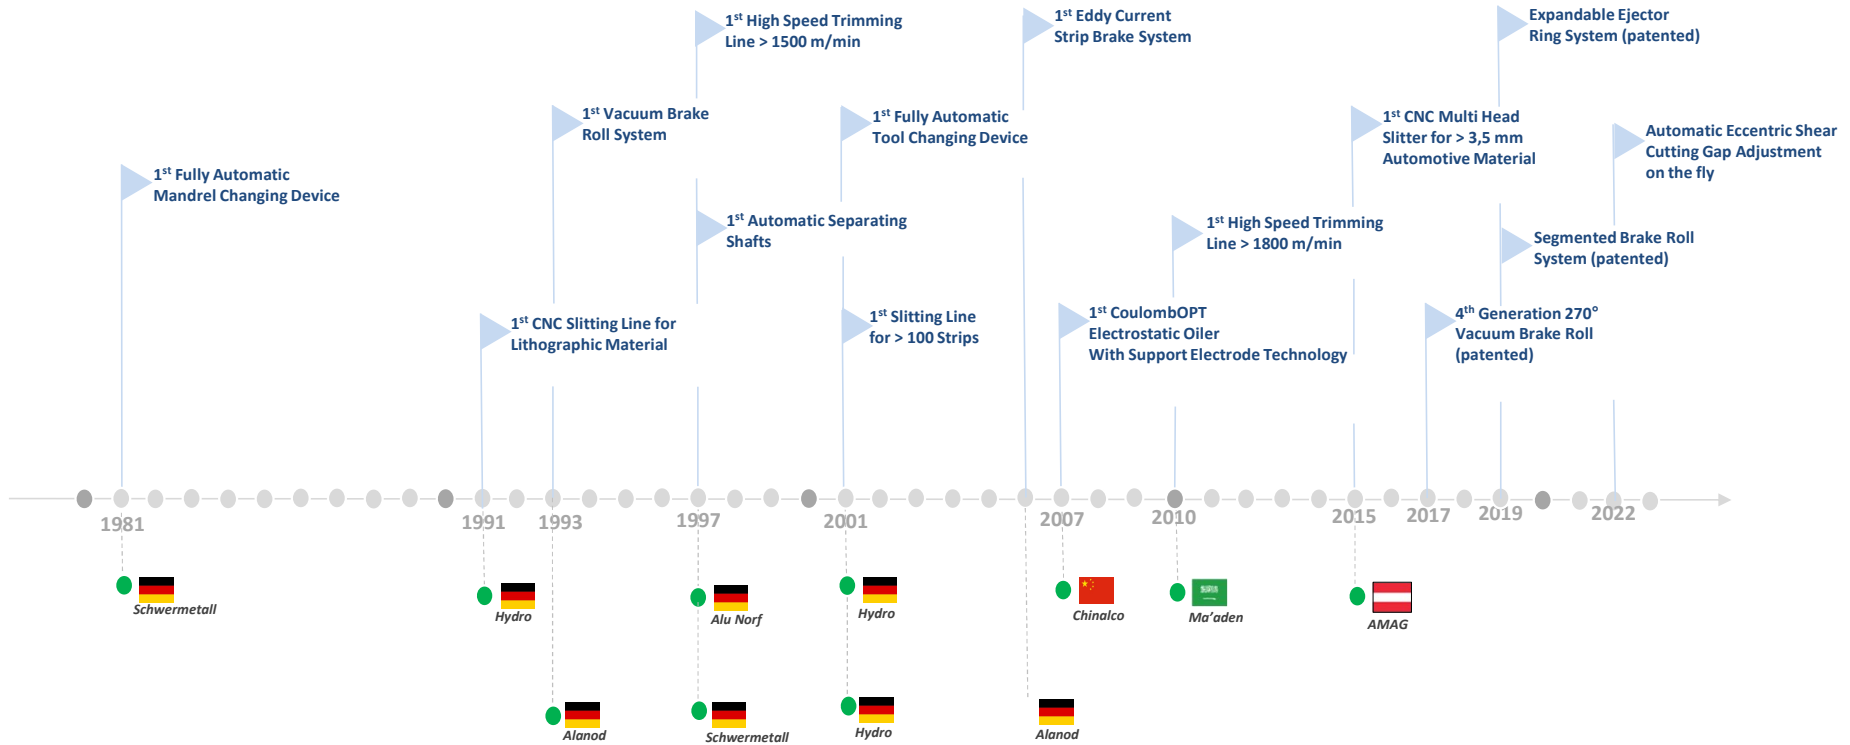 1st Fully Automatic
Mandrel Changing Device
1st CNC Slitting Line for
Lithographic Material
1st Vacuum Brake
Roll System
1st High Speed Trimming
Line > 1500 m/min
1st Automatic Separating
Shafts
1st Fully Automatic
Tool Changing Device
1st Slitting Line
for > 100 Strips
1st Eddy Current
Strip Brake System
1st CoulombOPT
Electrostatic Oiler
With Support Electrode Technology
1st High Speed Trimming
Line > 1800 m/min
1st CNC Multi Head
Slitter for > 3,5 mm
Automotive Material
4th Generation 270°
Vacuum Brake Roll
(patented)
Expandable Ejector
Ring System (patented)
Segmented Brake Roll
System (patented)
Automatic Eccentric Shear
Cutting Gap Adjustment
on the fly
1981
1991
1993
1997
2001
2007
2010
2015
2017
2019
2022
Schwermetall
Hydro
Alanod
Alu Norf
Schwermetall
Hydro
Hydro
Alanod
Chinalco
Ma'aden
AMAG